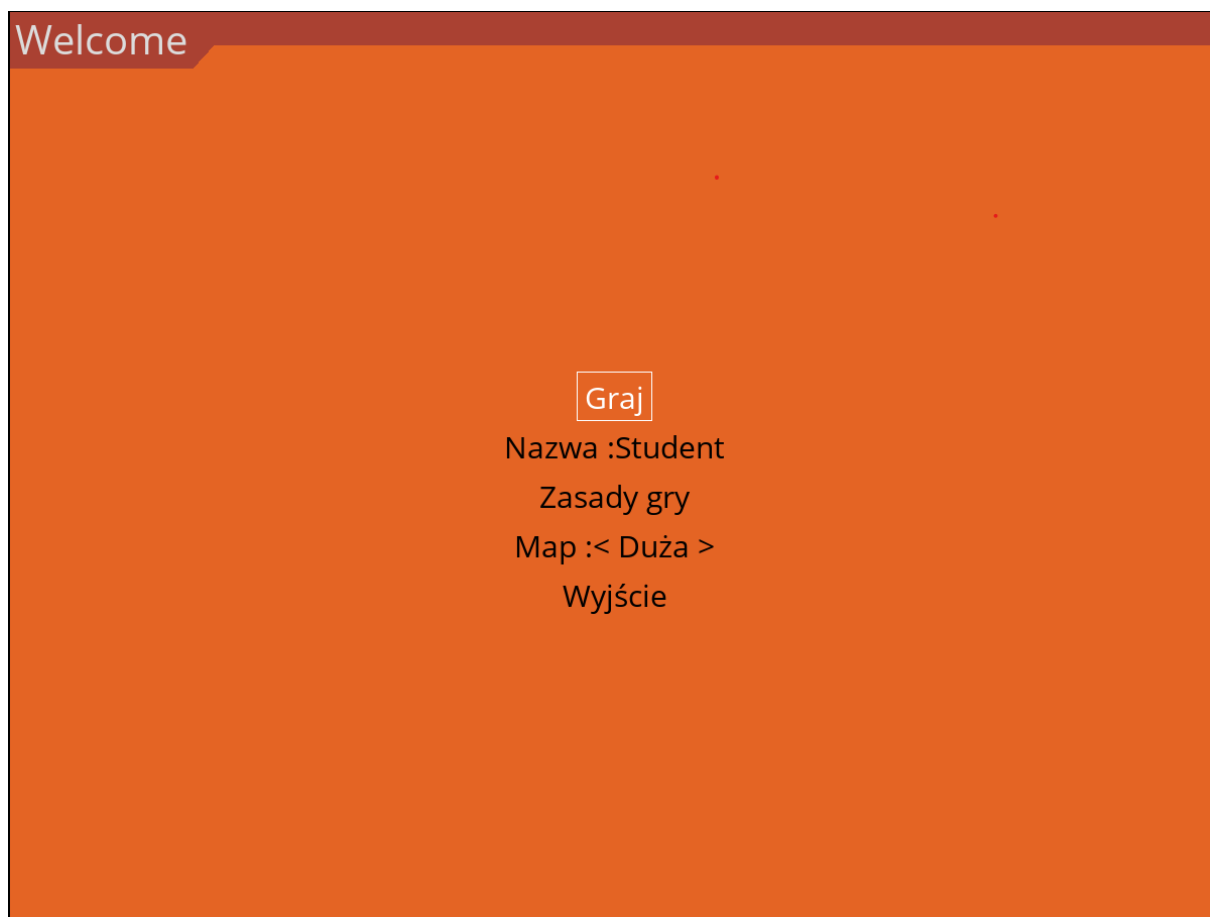 Welcome
Graj
Nazwa :Student
Zasady gry
Map :< Duża >
Wyjście